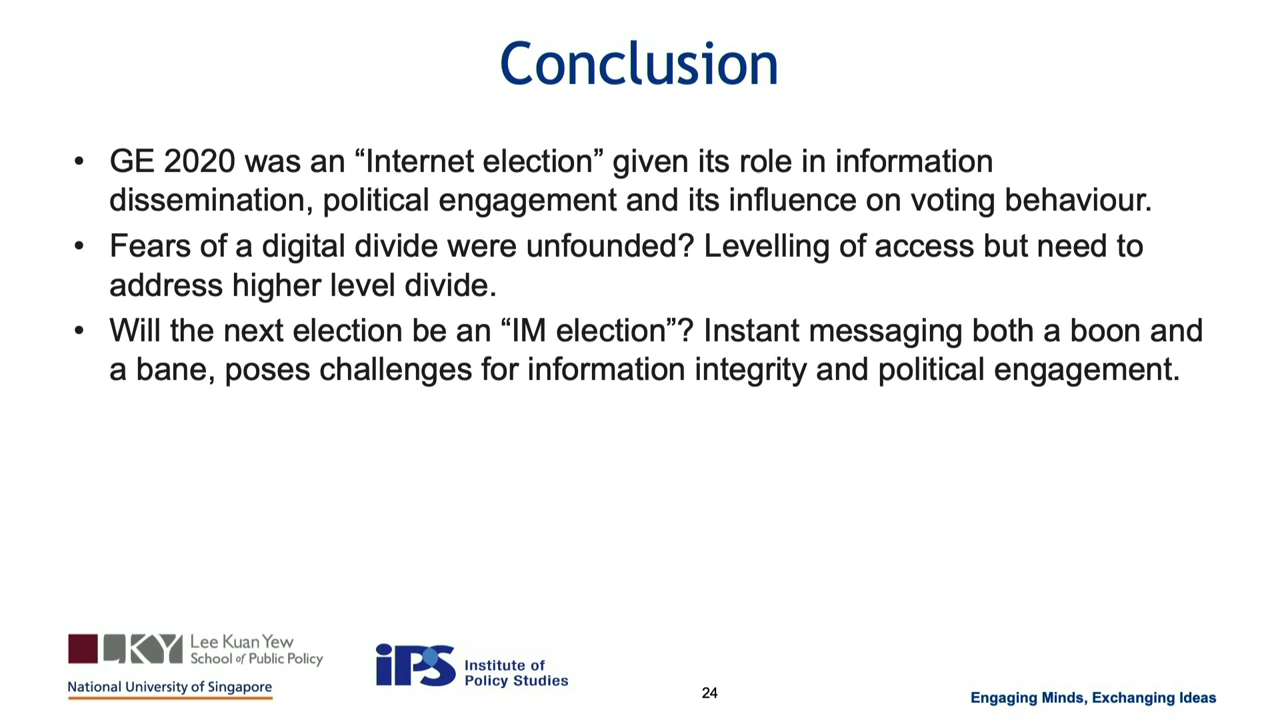 Conclusion
• GE 2020 was an “Internet election” given its role in information
dissemination, political engagement and its influence on voting behaviour.
• Fears of a digital divide were unfounded? Levelling of access but need to
address higher level divide.
• Will the next election be an “IM election”? Instant messaging both a boon and
a bane, poses challenges for information integrity and political engagement.
LKY
Lee Kuan Yew
School of Public Policy
National University of Singapore
iPS
Institute of
Policy Studies
24
Engaging Minds, Exchanging Ideas